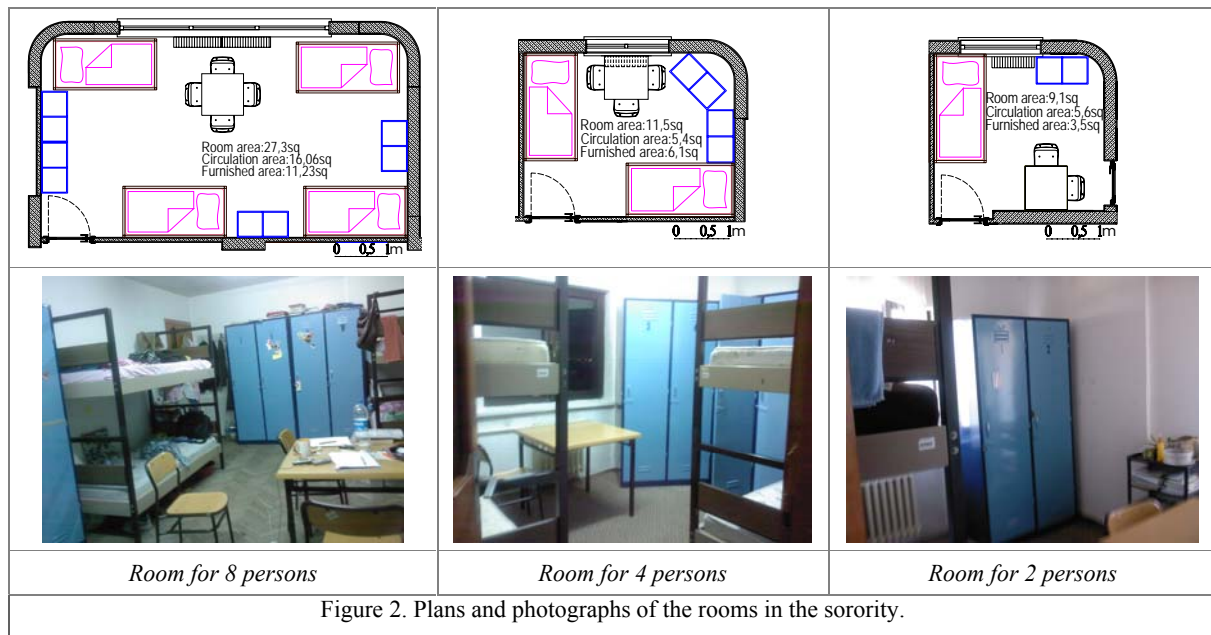 Room area:27,3sq
Circulation area:16,06sq
Furnished area:11,23sq
0 0,5 1m
Room area:11,5sq
Circulation area:5,4sq
Furnished area:6,1sq
0 0,5 1m
Room area:9,1sq
Circulation area:5,6sq
Furnished area:3,5sq
0 0,5 1m
Room for 8 persons
Room for 4 persons
Room for 2 persons
Figure 2. Plans and photographs of the rooms in the sorority.